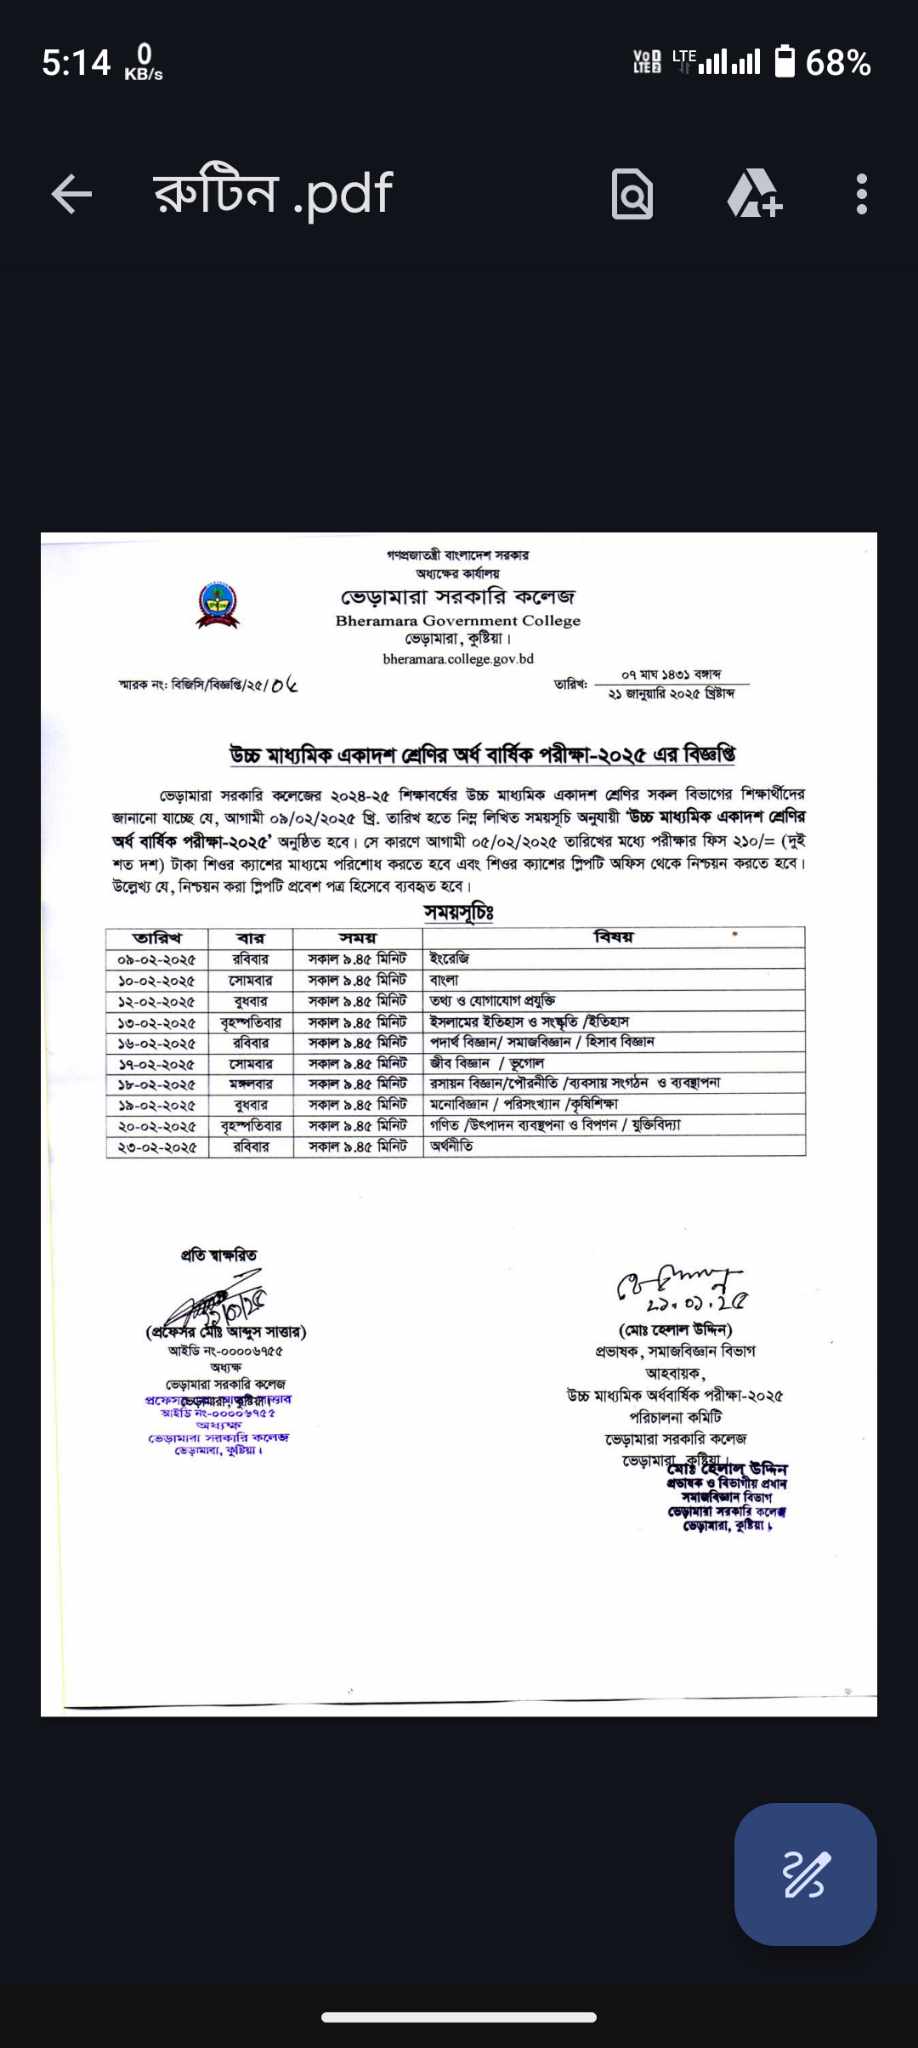 5:14 0 KB/s VoD LTE2 LTE 68%
রুটিন .pdf
গণপ্রজাতন্ত্রী বাংলাদেশ সরকার
অধ্যক্ষের কার্যালয়
ভেড়ামারা সরকারি কলেজ
Bheramara Government College
ভেড়ামারা, কুষ্টিয়া।
bheramara.college.gov.bd
স্মারক নং: বিজিসি/বিজ্ঞপ্তি/২৫/
তারিখঃ ০৭ মাঘ ১৪৩১ বঙ্গাব্দ
২১ জানুয়ারি ২০২৫ খ্রিষ্টাব্দ
উচ্চ মাধ্যমিক একাদশ শ্রেণির অর্ধ বার্ষিক পরীক্ষা-২০২৫ এর বিজ্ঞপ্তি
ভেড়ামারা সরকারি কলেজের ২০২৪-২৫ শিক্ষাবর্ষের উচ্চ মাধ্যমিক একাদশ শ্রেণির সকল বিভাগের শিক্ষার্থীদের
জানানো যাচ্ছে যে, আগামী ০৯/০২/২০২৫ খ্রি. তারিখ হতে নিম্ন লিখিত সময়সূচি অনুযায়ী ‘উচ্চ মাধ্যমিক একাদশ শ্রেণির
অর্ধ বার্ষিক পরীক্ষা-২০২৫’ অনুষ্ঠিত হবে। সে কারণে আগামী ০৫/০২/২০২৫ তারিখের মধ্যে পরীক্ষার ফিস ২১০/= (দুই
শত দশ) টাকা শিওর ক্যাশের মাধ্যমে পরিশোধ করতে হবে এবং শিওর ক্যাশের স্লিপটি অফিস থেকে নিশ্চয়ন করতে হবে।
উল্লেখ্য যে, নিশ্চয়ন করা স্লিপটি প্রবেশ পত্র হিসেবে ব্যবহৃত হবে।
সময়সূচিঃ
তারিখ বার সময় বিষয়
০৯-০২-২০২৫ রবিবার সকাল ৯.৪৫ মিনিট ইংরেজি
১০-০২-২০২৫ সোমবার সকাল ৯.৪৫ মিনিট বাংলা
১২-০২-২০২৫ বুধবার সকাল ৯.৪৫ মিনিট তথ্য ও যোগাযোগ প্রযুক্তি
১৩-০২-২০২৫ বৃহস্পতিবার সকাল ৯.৪৫ মিনিট ইসলামের ইতিহাস ও সংস্কৃতি /ইতিহাস
১৬-০২-২০২৫ রবিবার সকাল ৯.৪৫ মিনিট পদার্থ বিজ্ঞান/ সমাজবিজ্ঞান / হিসাব বিজ্ঞান
১৭-০২-২০২৫ সোমবার সকাল ৯.৪৫ মিনিট জীব বিজ্ঞান / ভূগোল
১৮-০২-২০২৫ মঙ্গলবার সকাল ৯.৪৫ মিনিট রসায়ন বিজ্ঞান/পৌরনীতি /ব্যবসায় সংগঠন ও ব্যবস্থাপনা
১৯-০২-২০২৫ বুধবার সকাল ৯.৪৫ মিনিট মনোবিজ্ঞান / পরিসংখ্যান /কৃষিশিক্ষা
২০-০২-২০২৫ বৃহস্পতিবার সকাল ৯.৪৫ মিনিট গণিত /উৎপাদন ব্যবস্থপনা ও বিপণন / যুক্তিবিদ্যা
২৩-০২-২০২৫ রবিবার সকাল ৯.৪৫ মিনিট অর্থনীতি
প্রতি স্বাক্ষরিত
(প্রফেসর মোঃ আব্দুস সাত্তার)
আইডি নং-০০০০৬৭৫৫
অধ্যক্ষ
ভেড়ামারা সরকারি কলেজ
ভেড়ামারা, কুষ্টিয়া।
আইডি নং-০০০০৬৭৫৫
অধ্যক্ষ
ভেড়ামারা সরকারি কলেজ
ভেড়ামারা, কুষ্টিয়া।
২১.০১.২৫
(মোঃ হেলাল উদ্দিন)
প্রভাষক, সমাজবিজ্ঞান বিভাগ
আহবায়ক,
উচ্চ মাধ্যমিক অর্ধবার্ষিক পরীক্ষা-২০২৫
পরিচালনা কমিটি
ভেড়ামারা সরকারি কলেজ
ভেড়ামারা, কুষ্টিয়া।
মোঃ হেলাল উদ্দিন
প্রভাষক ও বিভাগীয় প্রধান
সমাজবিজ্ঞান বিভাগ
ভেড়ামারা সরকারি কলেজ
ভেড়ামারা, কুষ্টিয়া।